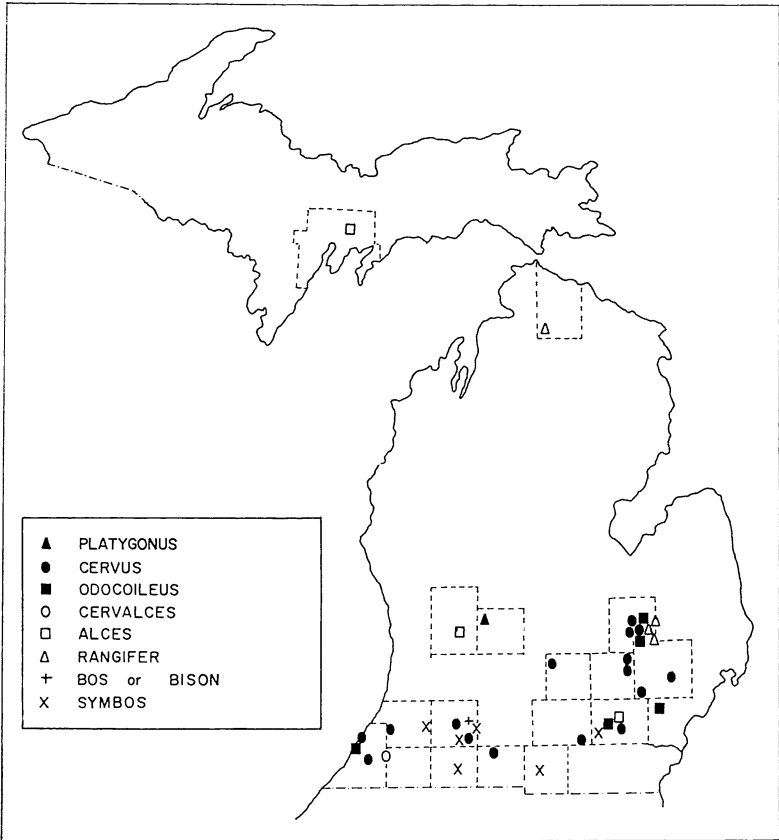 PLATYGONUS
CERVUS
ODOCOILEUS
CERVALCES
ALCES
RANGIFER
BOS or BISON
SYMBOS